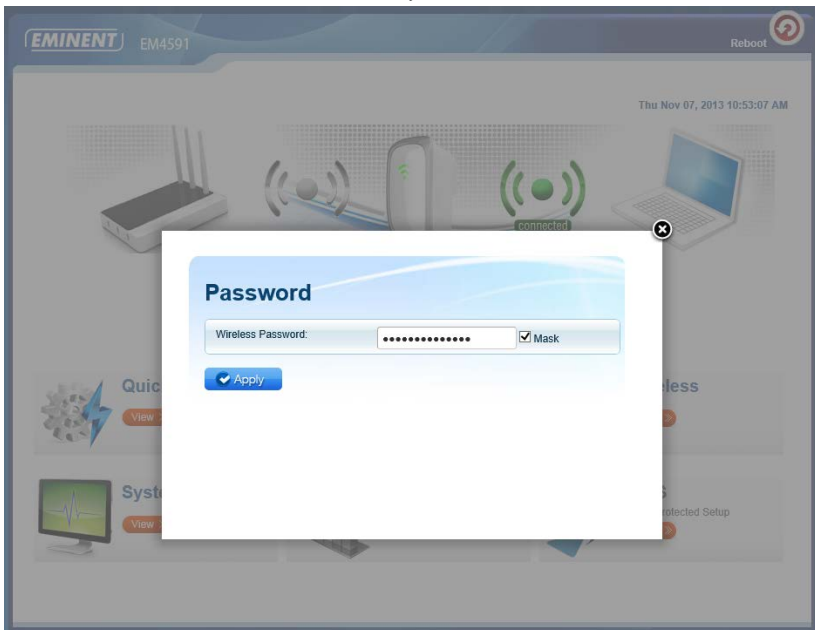 EMINENT EM4591
Reboot
Thu Nov 07, 2013 10:53:07 AM
connected
Password
Wireless Password:
••••••••••••••
Mask
Apply
Quic
View
less
Syste
View
S
rotected Setup